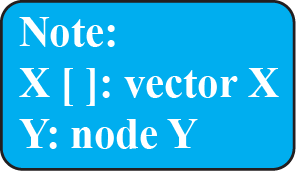 Note:
X [ ]: vector X
Y: node Y